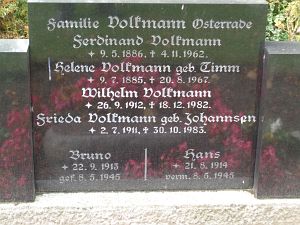 Familie Volkmann Osterrade
Ferdinand Volkmann
* 9.5.1886. ✝ 4.11.1962.
Helene Volkmann geb. Timm
* 9.7.1885. ✝ 20.8.1967.
Wilhelm Volkmann
* 26.9.1912, ✝ 18.12.1982.
Frieda Volkmann geb. Johannsen
* 2.7.1911, ✝ 30.10.1983.
Bruno Hans
* 22.9.1913 * 21.8.1914
gef. 8.5.1945 verm. 8.5.1945